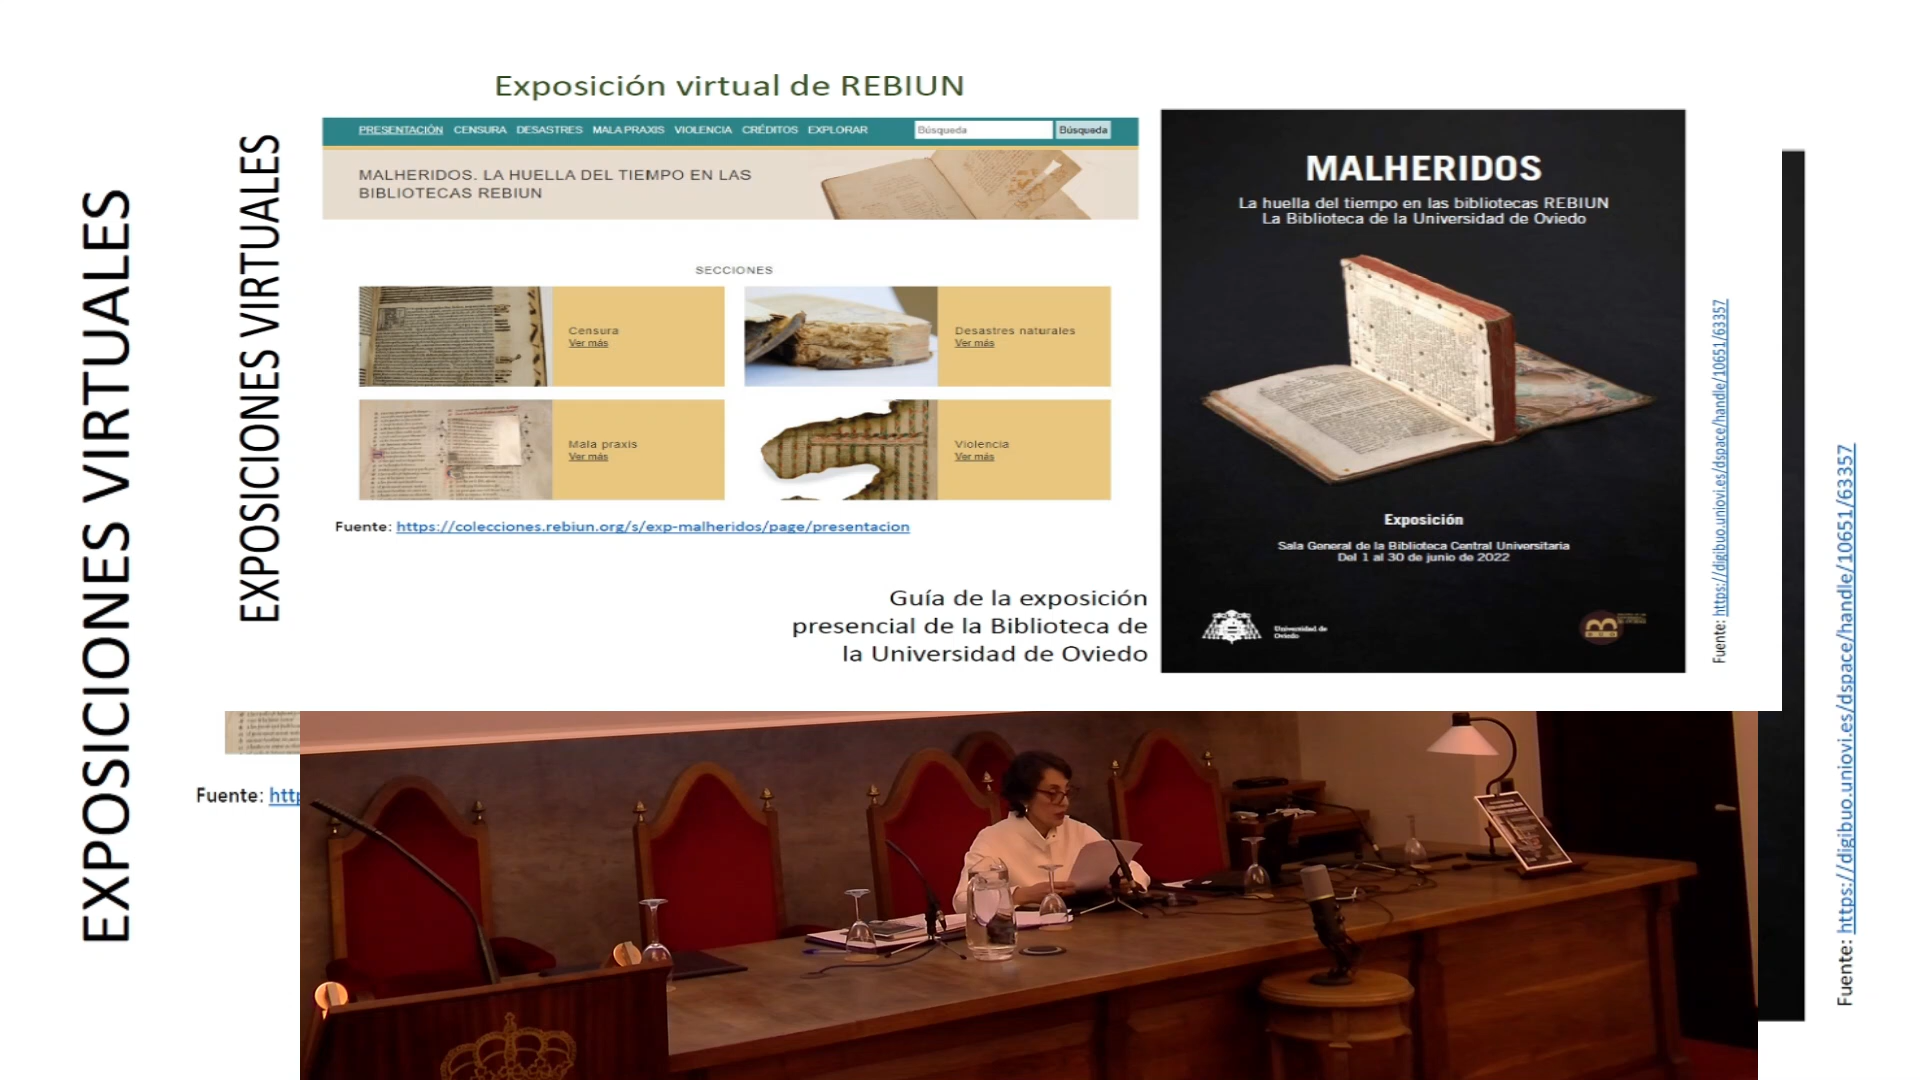 EXPOSICIONES VIRTUALES
EXPOSICIONES VIRTUALES
Exposición virtual de REBIUN
PRESENTACIÓN CENSURA DESASTRES MALA PRAXIS VIOLENCIA CRÉDITOS EXPLORAR
Búsqueda Búsqueda
MALHERIDOS. LA HUELLA DEL TIEMPO EN LAS
BIBLIOTECAS REBIUN
SECCIONES
Censura
Ver más
Desastres naturales
Ver más
Mala praxis
Ver más
Violencia
Ver más
Fuente: https://colecciones.rebiun.org/s/exp-malheridos/page/presentacion
Guía de la exposición
presencial de la Biblioteca de
la Universidad de Oviedo
MALHERIDOS
La huella del tiempo en las bibliotecas REBIUN
La Biblioteca de la Universidad de Oviedo
Exposición
Sala General de la Biblioteca Central Universitaria
Del 1 al 30 de junio de 2022
Universidad de
Oviedo
Fuente: https://digibuo.uniovi.es/dspace/handle/10651/63357
Fuente: https://digibuo.uniovi.es/dspace/handle/10651/63357
Fuente: http